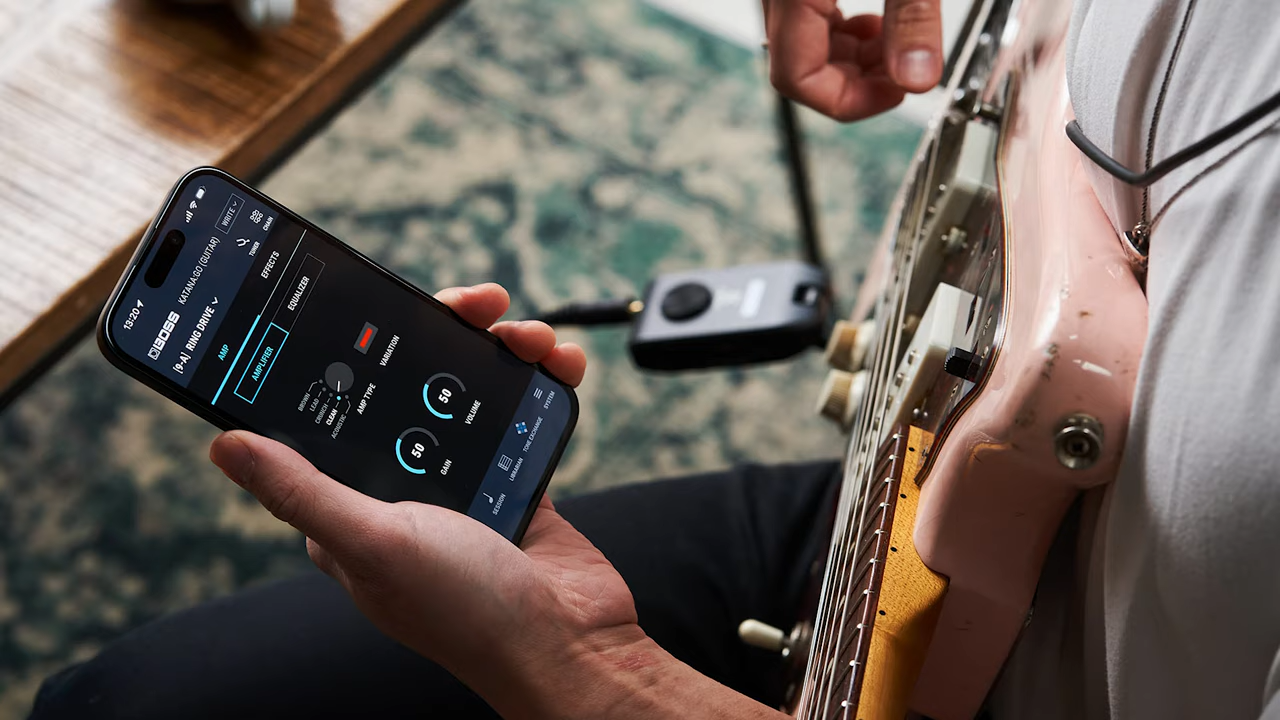 13:20
BOSS
KATANA:GO (GUITAR)
WRITE
[9-A] RING DRIVE
TUNER
CHAIN
AMP
EFFECTS
AMPLIFIER
EQUALIZER
BROWN
LEAD
CRUNCH
CLEAN
ACOUSTIC
AMP TYPE
VARIATION
50
GAIN
50
VOLUME
SESSION
LIBRARIAN
TONE EXCHANGE
SYSTEM